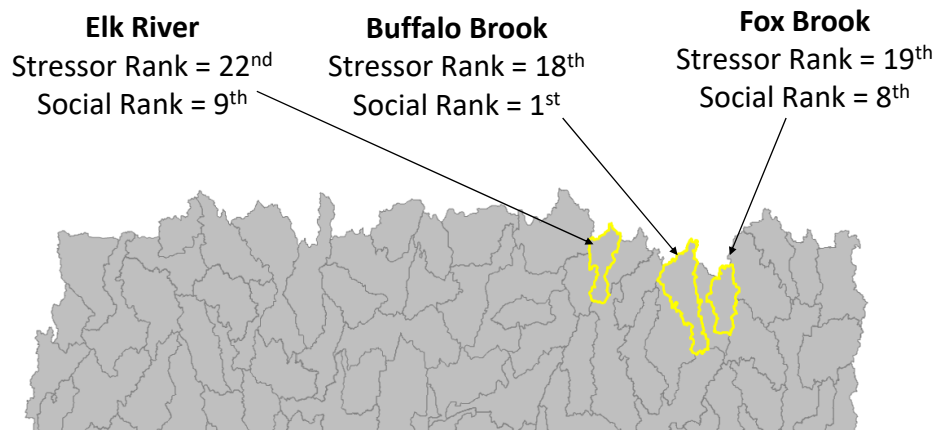 Elk River
Stressor Rank = 22nd
Social Rank = 9th
Buffalo Brook
Stressor Rank = 18th
Social Rank = 1st
Fox Brook
Stressor Rank = 19th
Social Rank = 8th